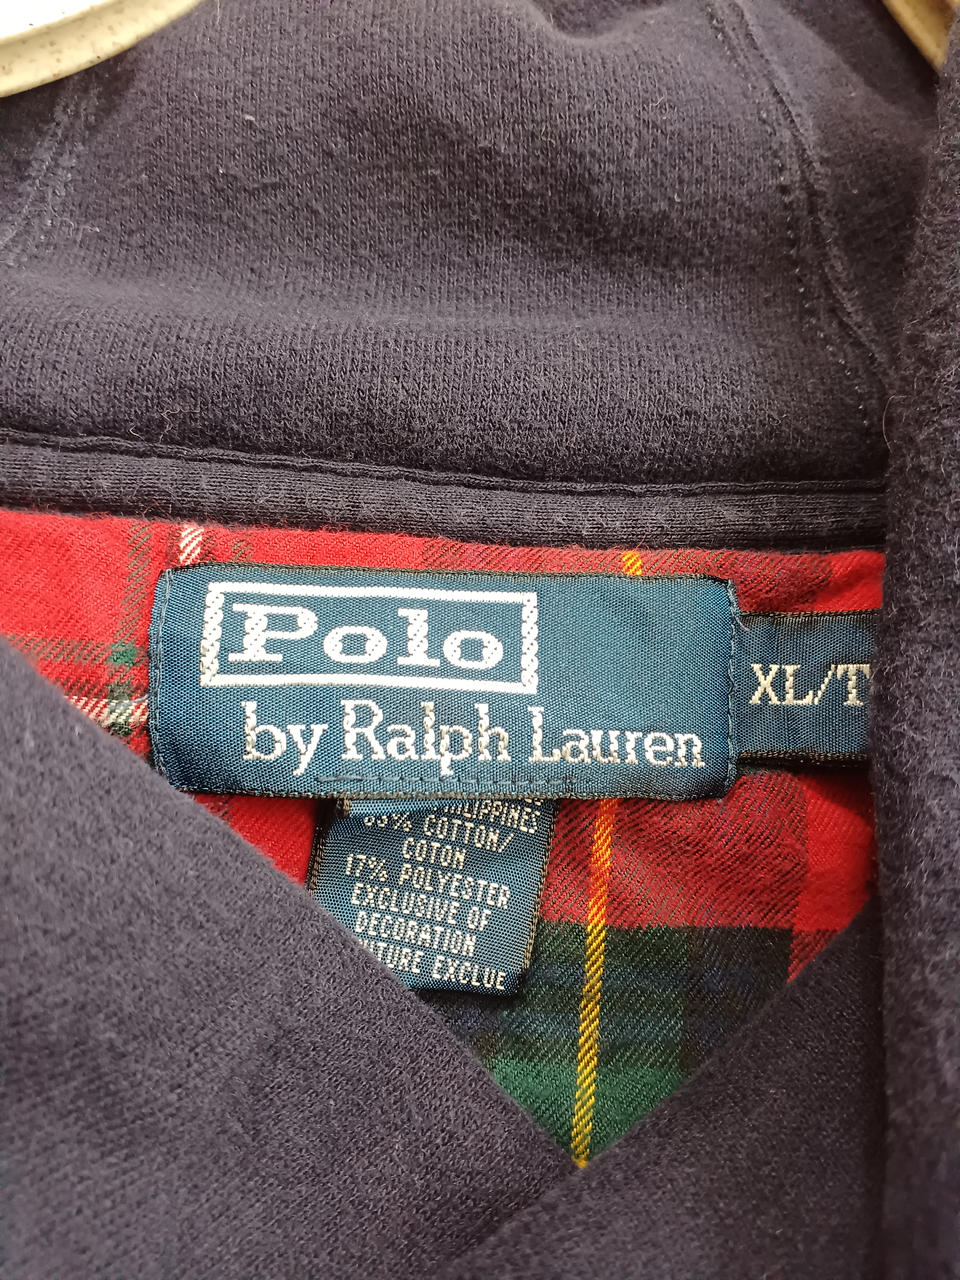 Polo
by Ralph Lauren
XL/T
COTTON/
COTON
17% POLYESTER
EXCLUSIVE OF
DECORATION
EXCLUE